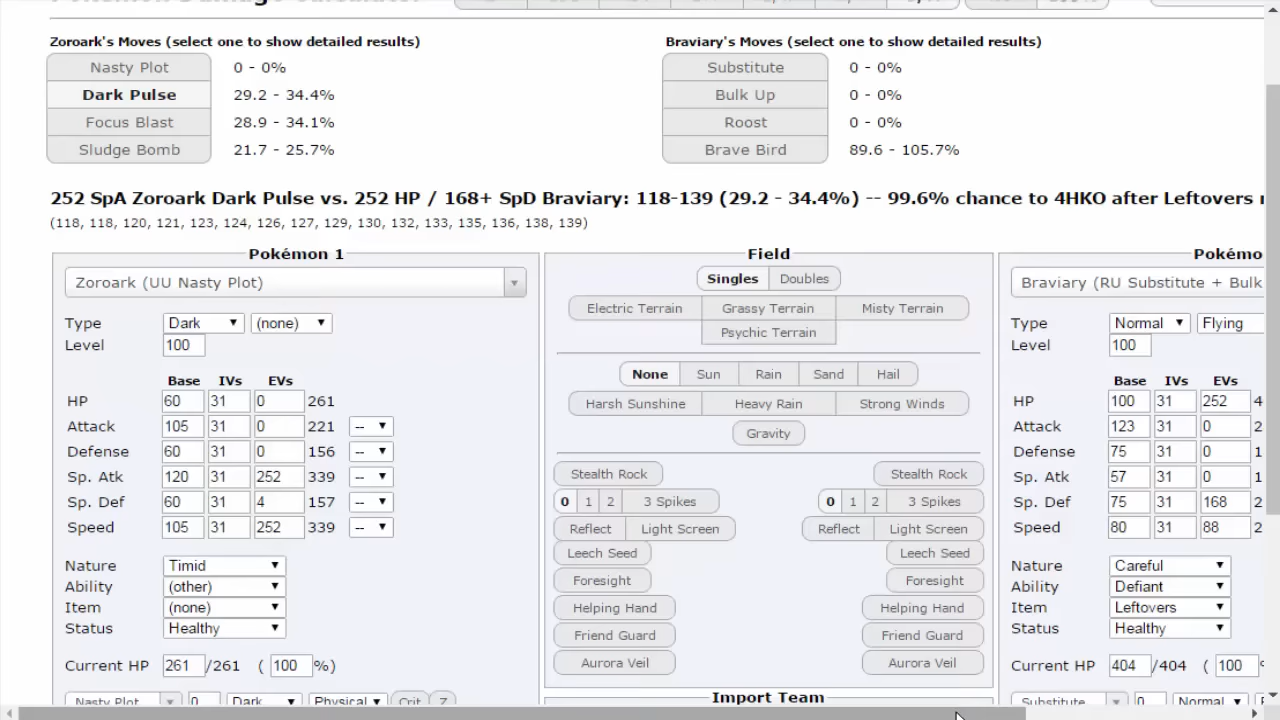 Zoroark's Moves (select one to show detailed results) Braviary's Moves (select one to show detailed results)
Nasty Plot 0 - 0% Substitute 0 - 0%
Dark Pulse 29.2 - 34.4% Bulk Up 0 - 0%
Focus Blast 28.9 - 34.1% Roost 0 - 0%
Sludge Bomb 21.7 - 25.7% Brave Bird 89.6 - 105.7%
252 SpA Zoroark Dark Pulse vs. 252 HP / 168+ SpD Braviary: 118-139 (29.2 - 34.4%) -- 99.6% chance to 4HKO after Leftovers
(118, 118, 120, 121, 123, 124, 126, 127, 129, 130, 132, 133, 135, 136, 138, 139)
Pokémon 1 Field Pokémo
Zoroark (UU Nasty Plot) Singles Doubles Braviary (RU Substitute + Bulk
Electric Terrain Grassy Terrain Misty Terrain
Psychic Terrain
Type Dark (none) Type Normal Flying
Level 100 Level 100
None Sun Rain Sand Hail
Base IVs EVs Base IVs EVs
HP 60 31 0 261 Harsh Sunshine Heavy Rain Strong Winds HP 100 31 252 4
Attack 105 31 0 221 -- Gravity Attack 123 31 0 2
Defense 60 31 0 156 -- Defense 75 31 0 1
Sp. Atk 120 31 252 339 -- Stealth Rock Stealth Rock Sp. Atk 57 31 0 1
Sp. Def 60 31 4 157 -- 0 1 2 3 Spikes 0 1 2 3 Spikes Sp. Def 75 31 168 2
Speed 105 31 252 339 -- Reflect Light Screen Reflect Light Screen Speed 80 31 88 2
Leech Seed Leech Seed
Nature Timid Foresight Foresight Nature Careful
Ability (other) Ability Defiant
Item (none) Helping Hand Helping Hand Item Leftovers
Status Healthy Friend Guard Friend Guard Status Healthy
Current HP 261 /261 ( 100 %) Aurora Veil Aurora Veil Current HP 404 /404 ( 100
Nasty Plot 0 Dark Physical Crit Z Import Team Substitute 0 Normal